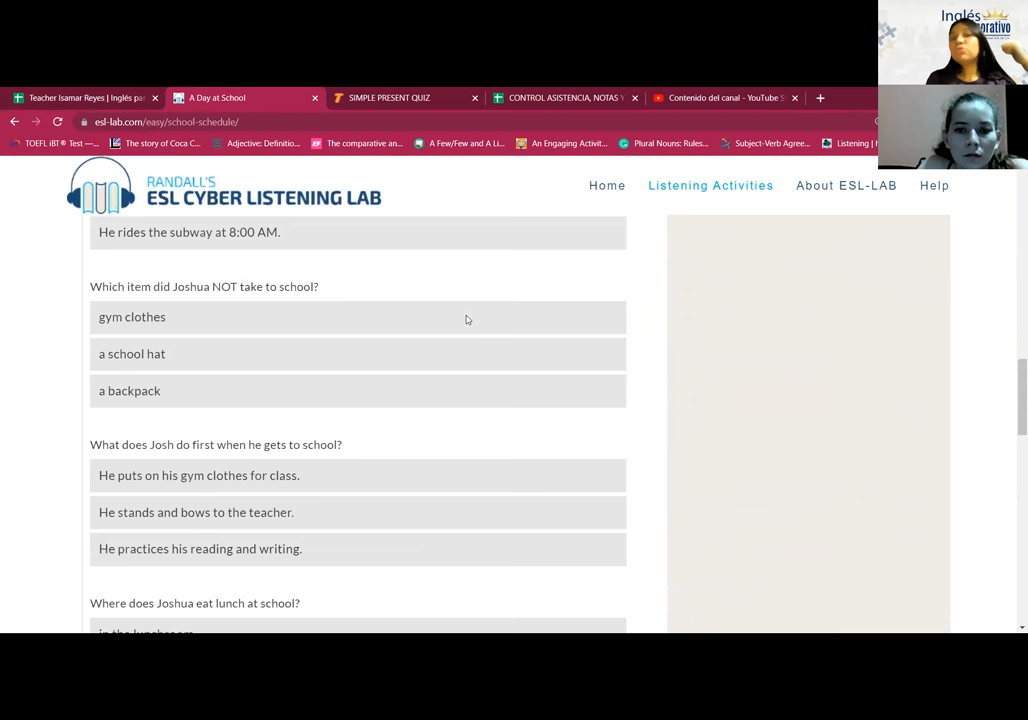 Inglés
orativo
Teacher Isamar Reyes | Inglés par
A Day at School
SIMPLE PRESENT QUIZ
CONTROL ASISTENCIA, NOTAS Y
Contenido del canal - YouTube S
esl-lab.com/easy/school-schedule/
TOEFL iBT® Test —...
The story of Coca C...
Adjective: Definitio...
The comparative an...
A Few/Few and A Li...
An Engaging Activit...
Plural Nouns: Rules...
Subject-Verb Agree...
Listening |
RANDALL'S
ESL CYBER LISTENING LAB
Home
Listening Activities
About ESL-LAB
Help
He rides the subway at 8:00 AM.
Which item did Joshua NOT take to school?
gym clothes
a school hat
a backpack
What does Josh do first when he gets to school?
He puts on his gym clothes for class.
He stands and bows to the teacher.
He practices his reading and writing.
Where does Joshua eat lunch at school?
in the lunchroom